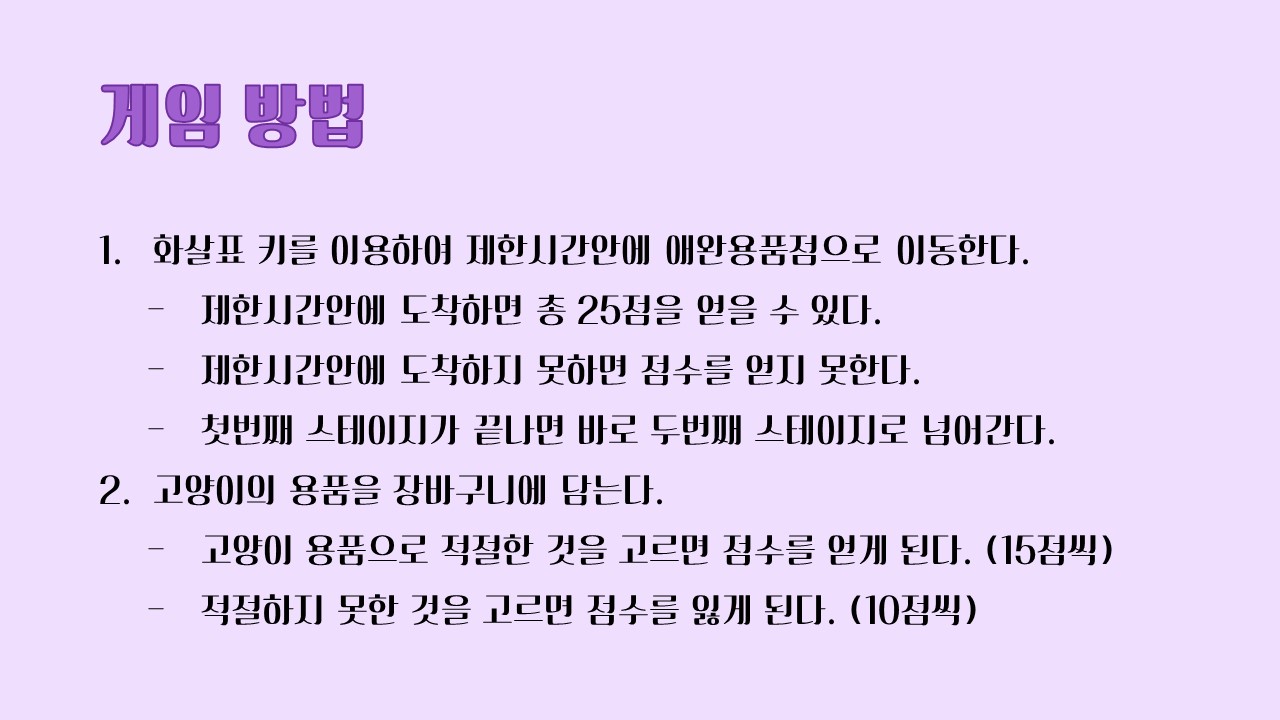 게임 방법
1. 화살표 키를 이용하여 제한시간안에 애완용품점으로 이동한다.
- 제한시간안에 도착하면 총 25점을 얻을 수 있다.
- 제한시간안에 도착하지 못하면 점수를 얻지 못한다.
- 첫번째 스테이지가 끝나면 바로 두번째 스테이지로 넘어간다.
2. 고양이의 용품을 장바구니에 담는다.
- 고양이 용품으로 적절한 것을 고르면 점수를 얻게 된다. (15점씩)
- 적절하지 못한 것을 고르면 점수를 잃게 된다. (10점씩)